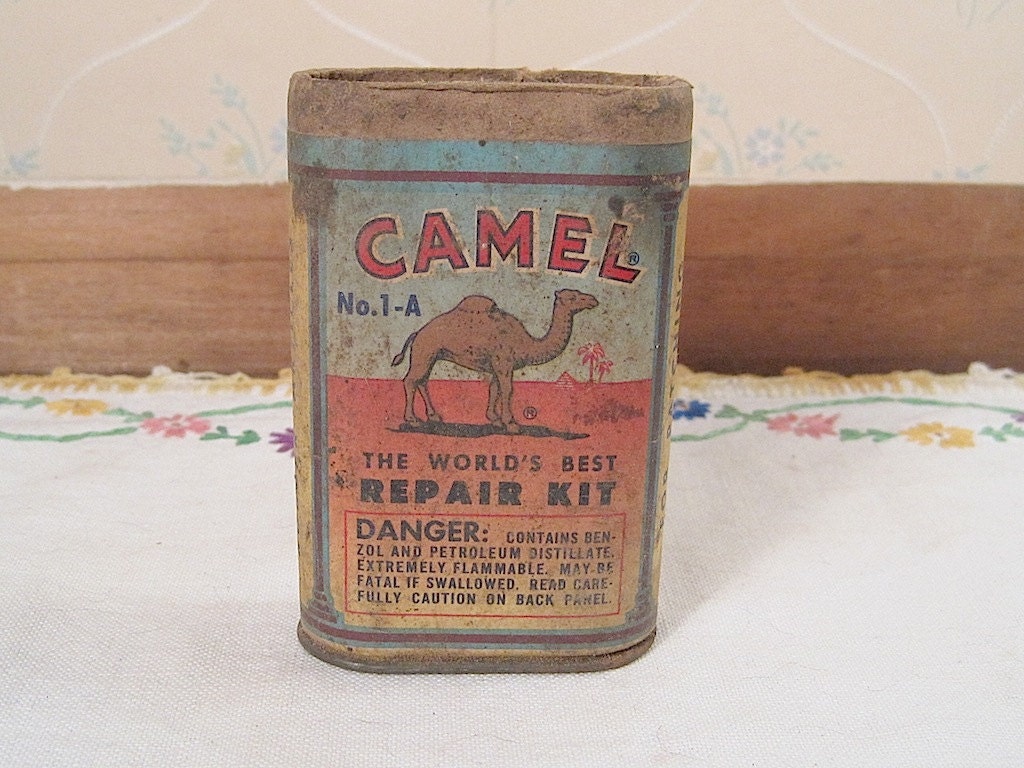 CAMEL®
No.1-A
®
THE WORLD'S BEST
REPAIR KIT
DANGER: CONTAINS BEN-
ZOL AND PETROLEUM DISTILLATE.
EXTREMELY FLAMMABLE. MAY BE
FATAL IF SWALLOWED. READ CARE-
FULLY CAUTION ON BACK PANEL.